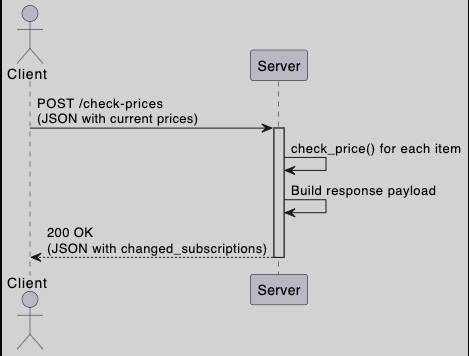 Client
Server
POST /check-prices
(JSON with current prices)
check_price() for each item
Build response payload
200 OK
(JSON with changed_subscriptions)
Client
Server